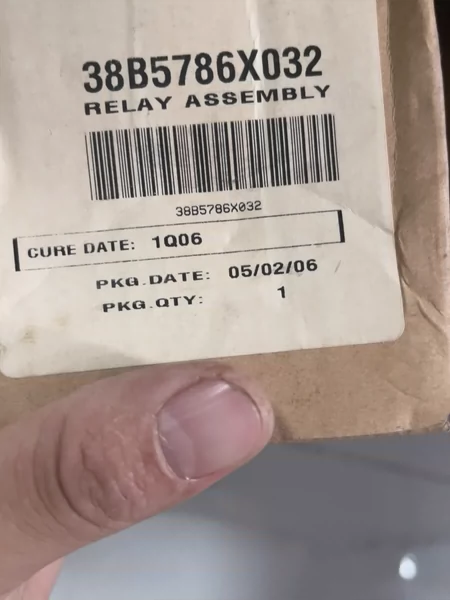 38B5786X032
RELAY ASSEMBLY
38B5786X032
CURE DATE: 1Q06
PKG.DATE: 05/02/06
PKG.QTY: 1